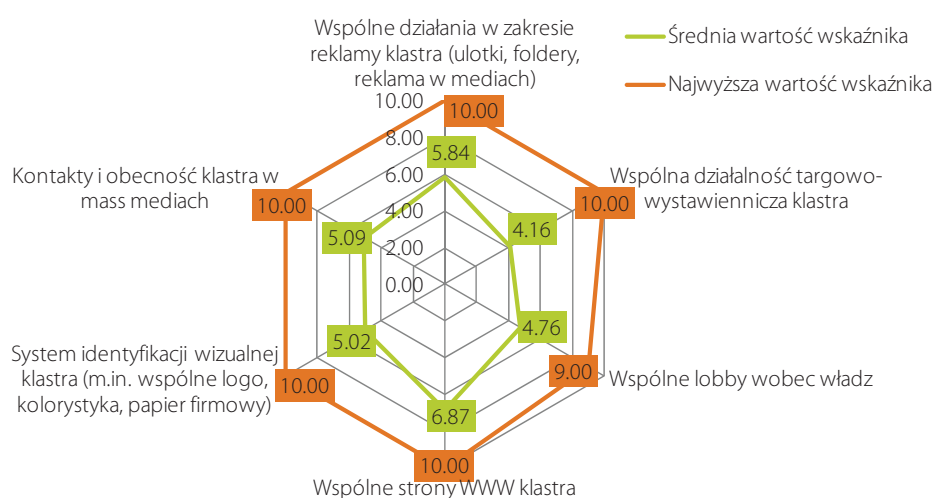 Wspólne działania w zakresie
reklamy klastra (ulotki, foldery,
reklama w mediach)
Średnia wartość wskaźnika
Najwyższa wartość wskaźnika
10.00
8.00
6.00
4.00
2.00
0.00
10.00
5.84
Wspólna działalność targowo-
wystawiennicza klastra
10.00
4.16
Wspólne lobby wobec władz
9.00
4.76
Wspólne strony WWW klastra
10.00
6.87
System identyfikacji wizualnej
klastra (m.in. wspólne logo,
kolorystyka, papier firmowy)
10.00
5.02
Kontakty i obecność klastra w
mass mediach
10.00
5.09